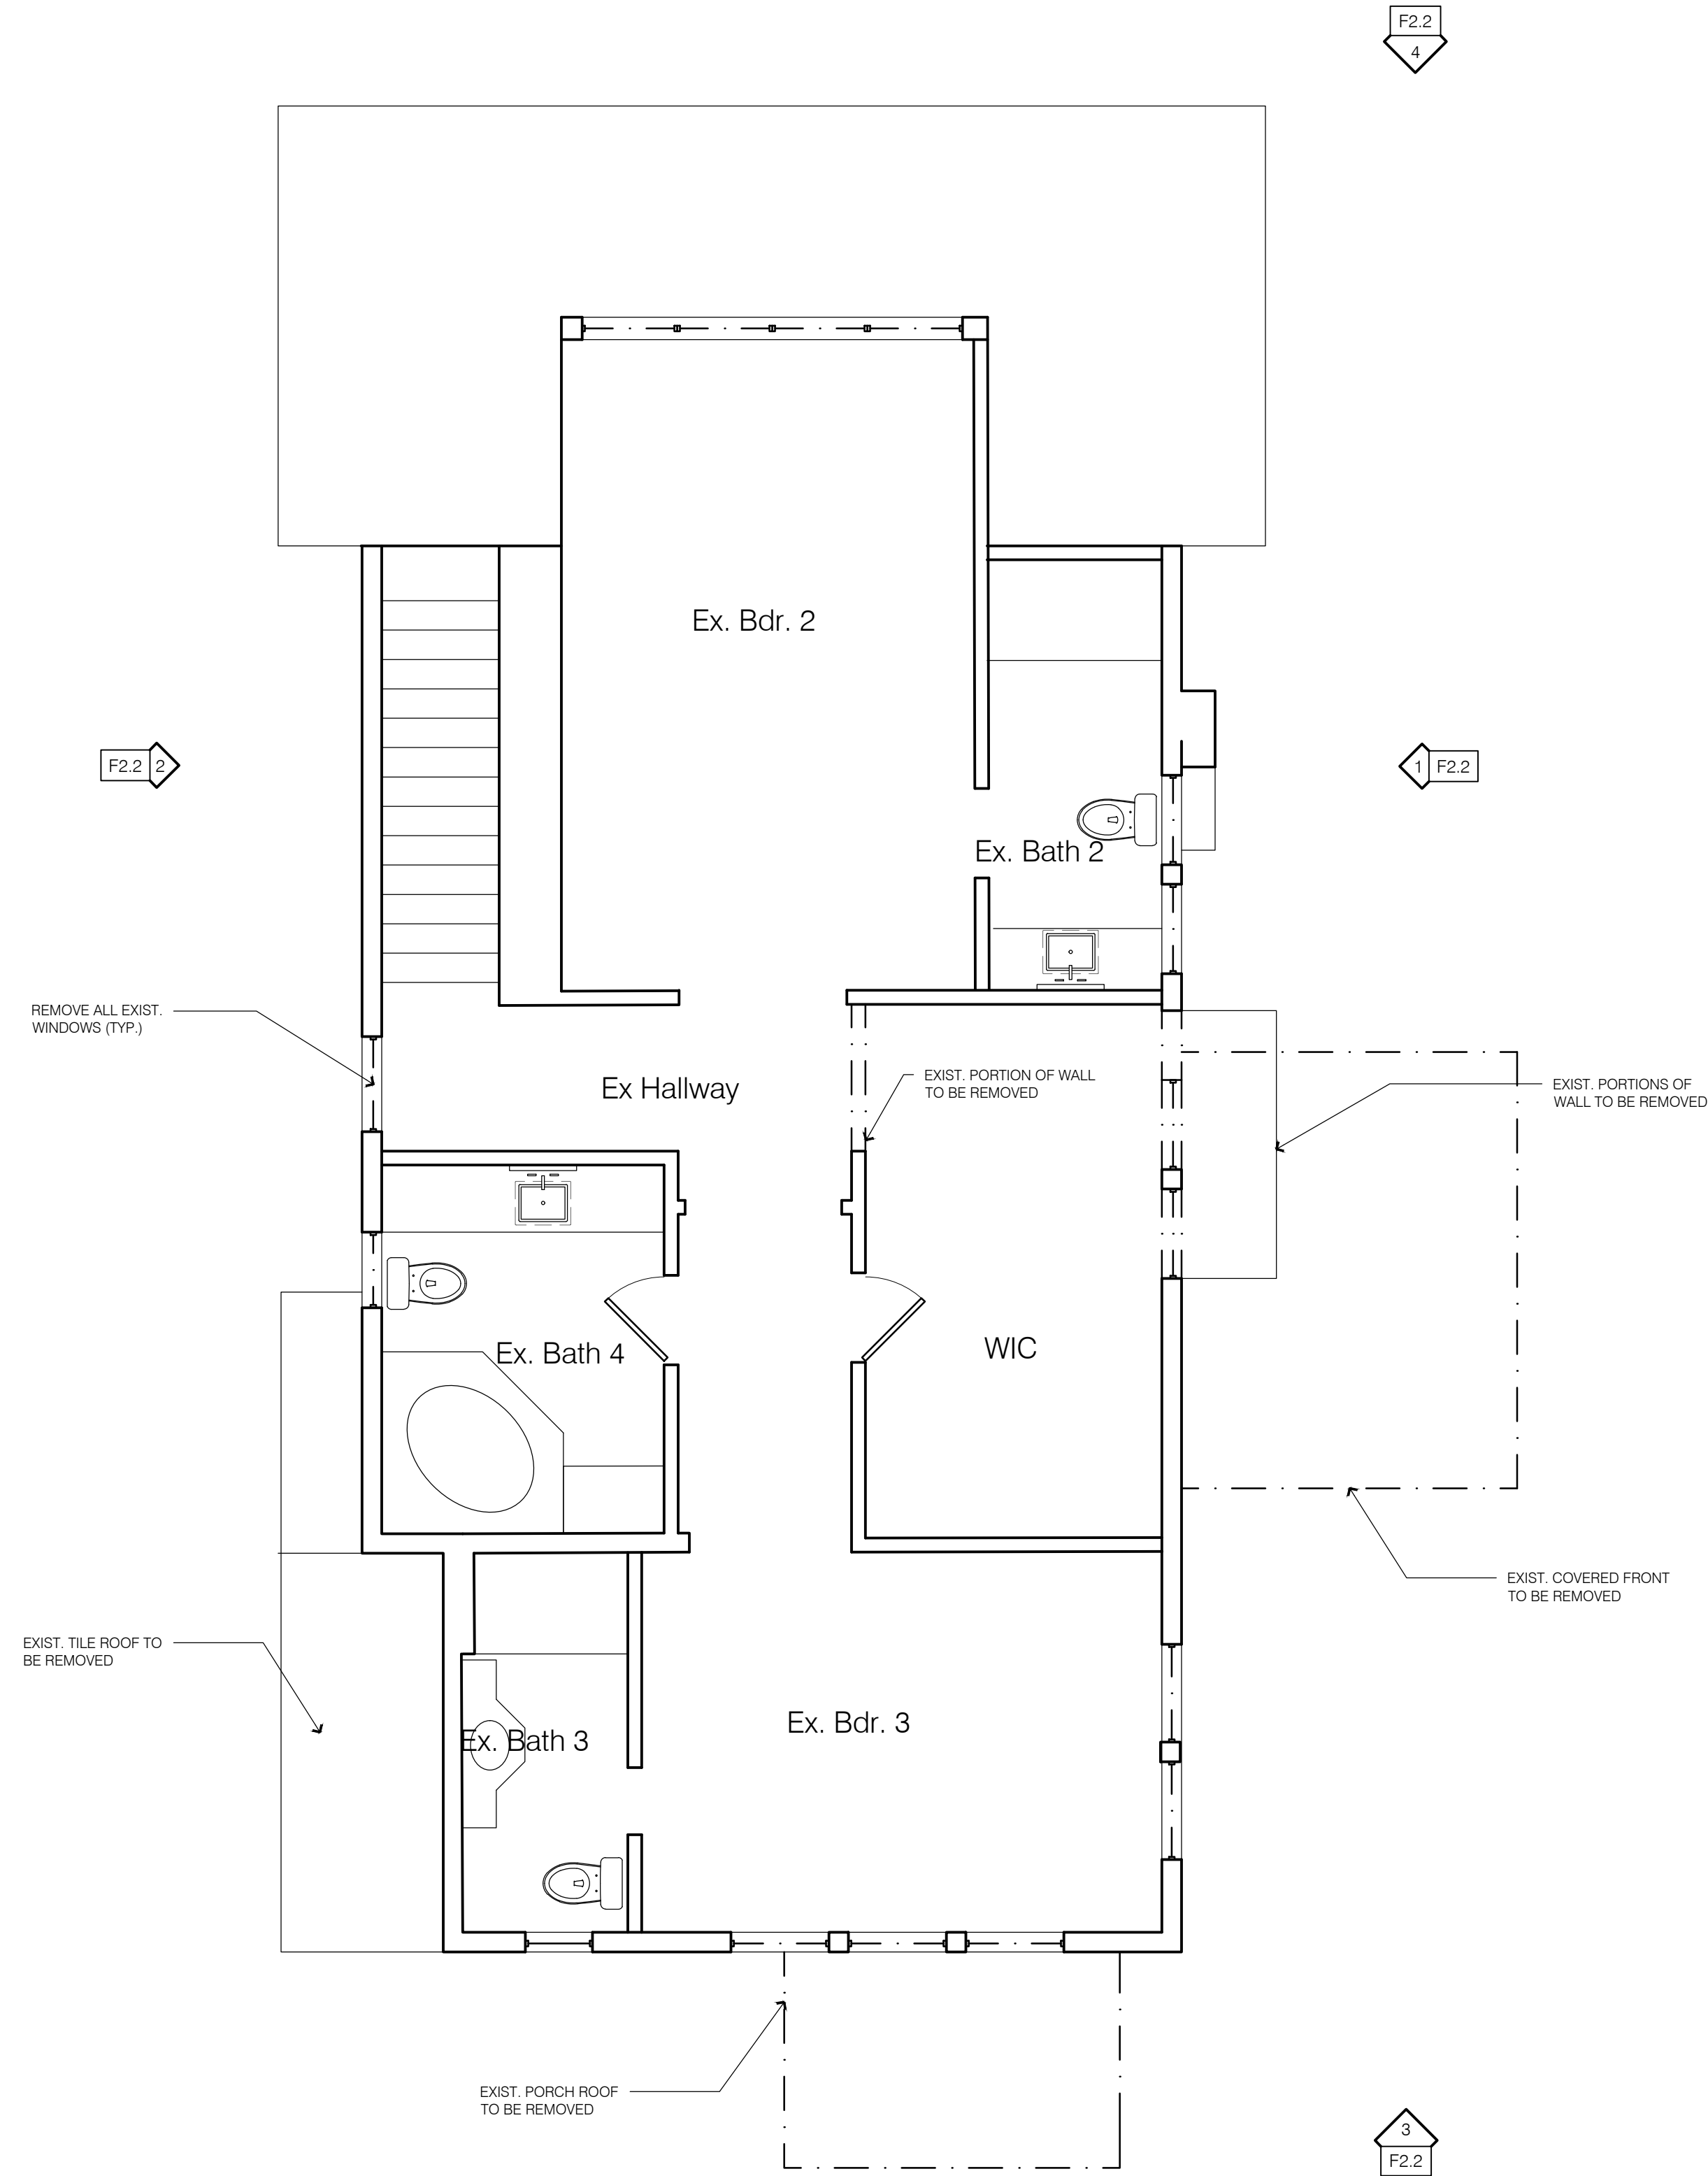 F2.2
4
Ex. Bdr. 2
F2.2 2
1 F2.2
Ex. Bath 2
REMOVE ALL EXIST.
WINDOWS (TYP.)
Ex Hallway
EXIST. PORTION OF WALL
TO BE REMOVED
EXIST. PORTIONS OF
WALL TO BE REMOVED
Ex. Bath 4
WIC
EXIST. COVERED FRONT
TO BE REMOVED
EXIST. TILE ROOF TO
BE REMOVED
Ex. Bath 3
Ex. Bdr. 3
EXIST. PORCH ROOF
TO BE REMOVED
3
F2.2